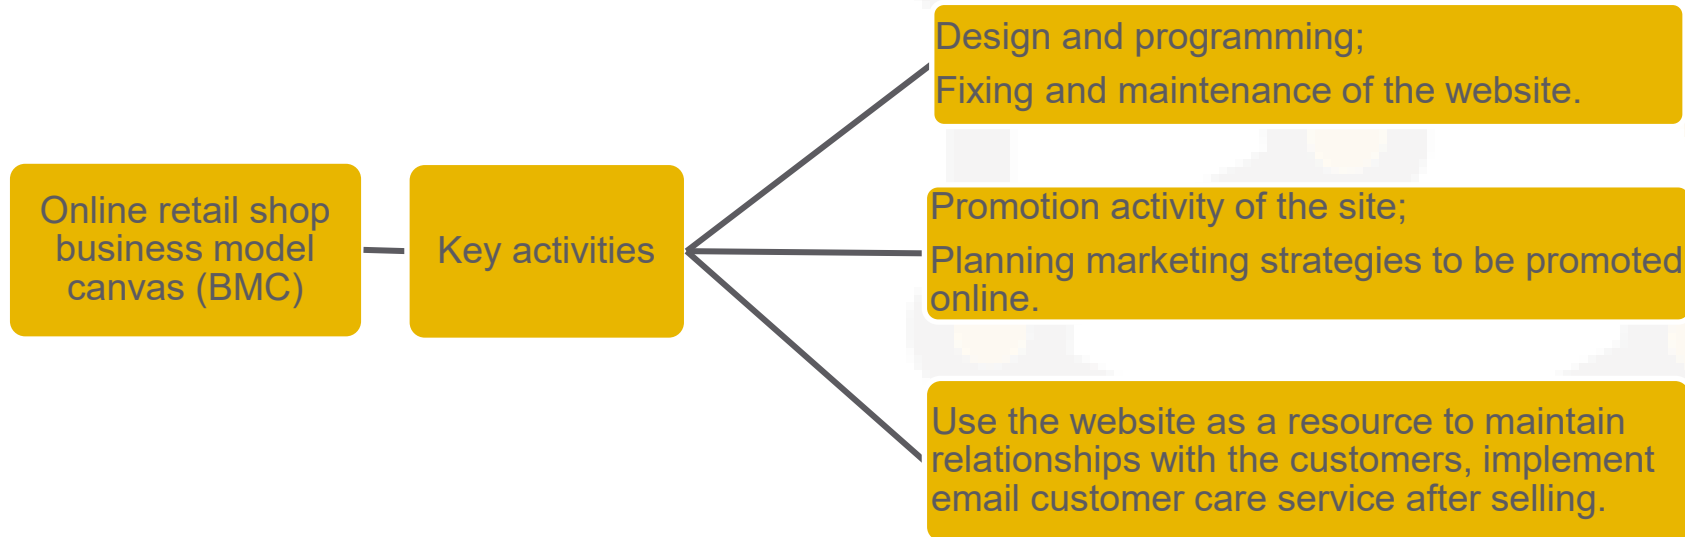 Online retail shop
business model
canvas (BMC)
Key activities
Design and programming;
Fixing and maintenance of the website.
Promotion activity of the site;
Planning marketing strategies to be promoted
online.
Use the website as a resource to maintain
relationships with the customers, implement
email customer care service after selling.